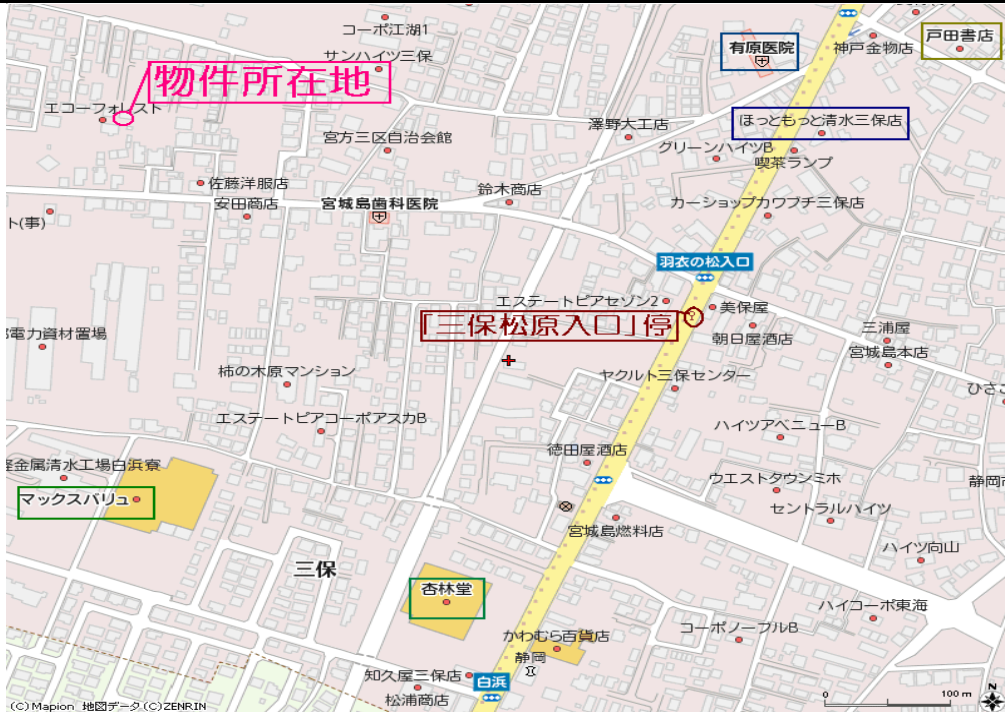 コーポ江湖1
サンハイツ三保
有原医院
神戸金物店
戸田書店
物件所在地
エコーフォレスト
ほっともっと清水三保店
澤野大工店
宮方三区自治会館
グリーンハイツB
喫茶ランプ
佐藤洋服店
鈴木商店
安田商店
宮城島歯科医院
カーショップカワブチ三保店
ト(事)
羽衣の松入口
エステートピアセゾン2
美保屋
「三保松原入口」停
朝日屋酒店
三浦屋
宮城島本店
電力資材置場
柿の木原マンション
ヤクルト三保センター
ひさご
エステートピアコーポアスカB
ハイツアベニューB
徳田屋酒店
金属清水工場白浜寮
ウエストタウンミホ
静岡市
マックスバリュ
セントラルハイツ
宮城島燃料店
ハイツ向山
三保
杏林堂
ハイコーポ東海
かわむら百貨店
コーポノーブルB
静岡
知久屋三保店
白浜
松浦商店
0 100 m
N
(C)Mapion 地図データ(C)ZENRIN